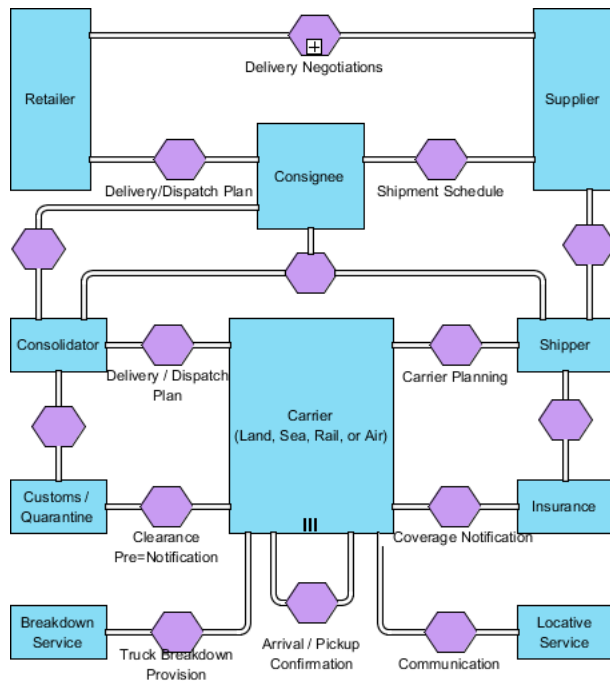 Delivery Negotiations
Retailer
Supplier
Delivery/Dispatch Plan
Consignee
Shipment Schedule
Consolidator
Delivery / Dispatch
Plan
Carrier
(Land, Sea, Rail, or Air)
Carrier Planning
Shipper
Customs /
Quarantine
Clearance
Pre=Notification
Coverage Notification
Insurance
Breakdown
Service
Truck Breakdown
Provision
Arrival / Pickup
Confirmation
Communication
Locative
Service